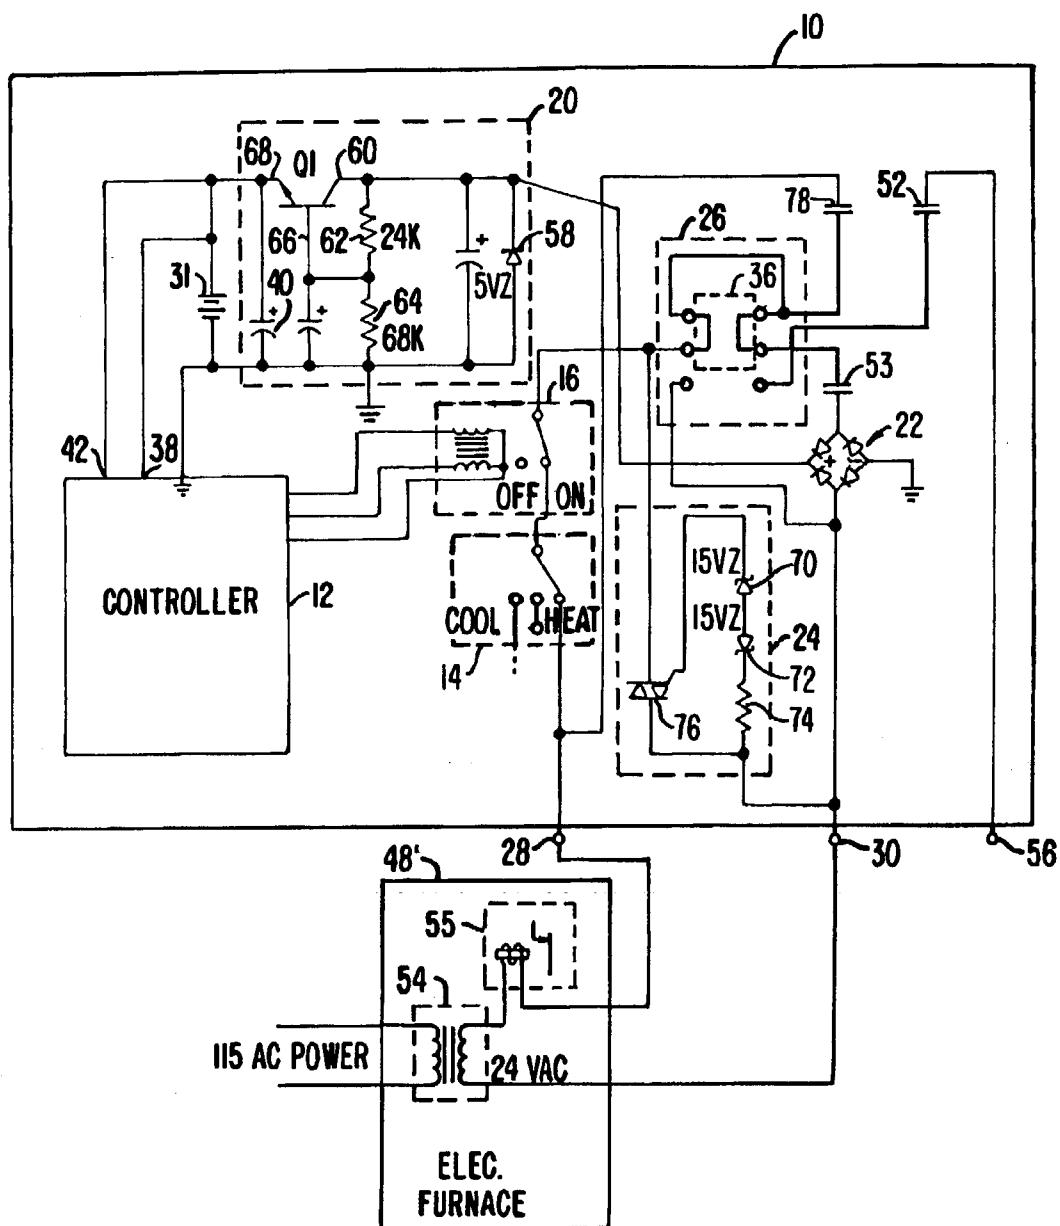 10
20
68 Q1 60
52
78
26
66 62 24K
58
36
31
40
5VZ
64
68K
53
16
22
42 38
OFF ON
15VZ 70
CONTROLLER 12
15VZ
COOL HEAT
24
14
72
76 74
28 30 56
48'
55
54
115 AC POWER
24 VAC
ELEC.
FURNACE
+
+
+
+
-